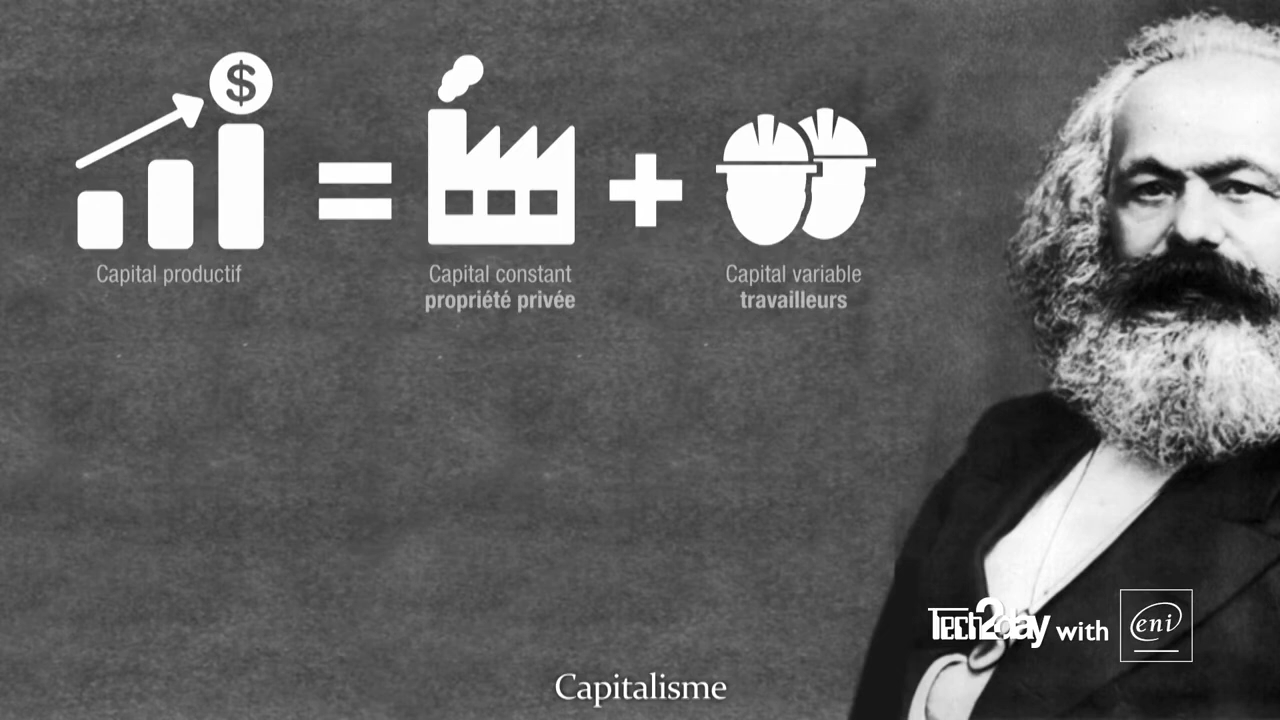 $
Capital productif
Capital constant
propriété privée
Capital variable
travailleurs
Tech2day with eni
Capitalisme